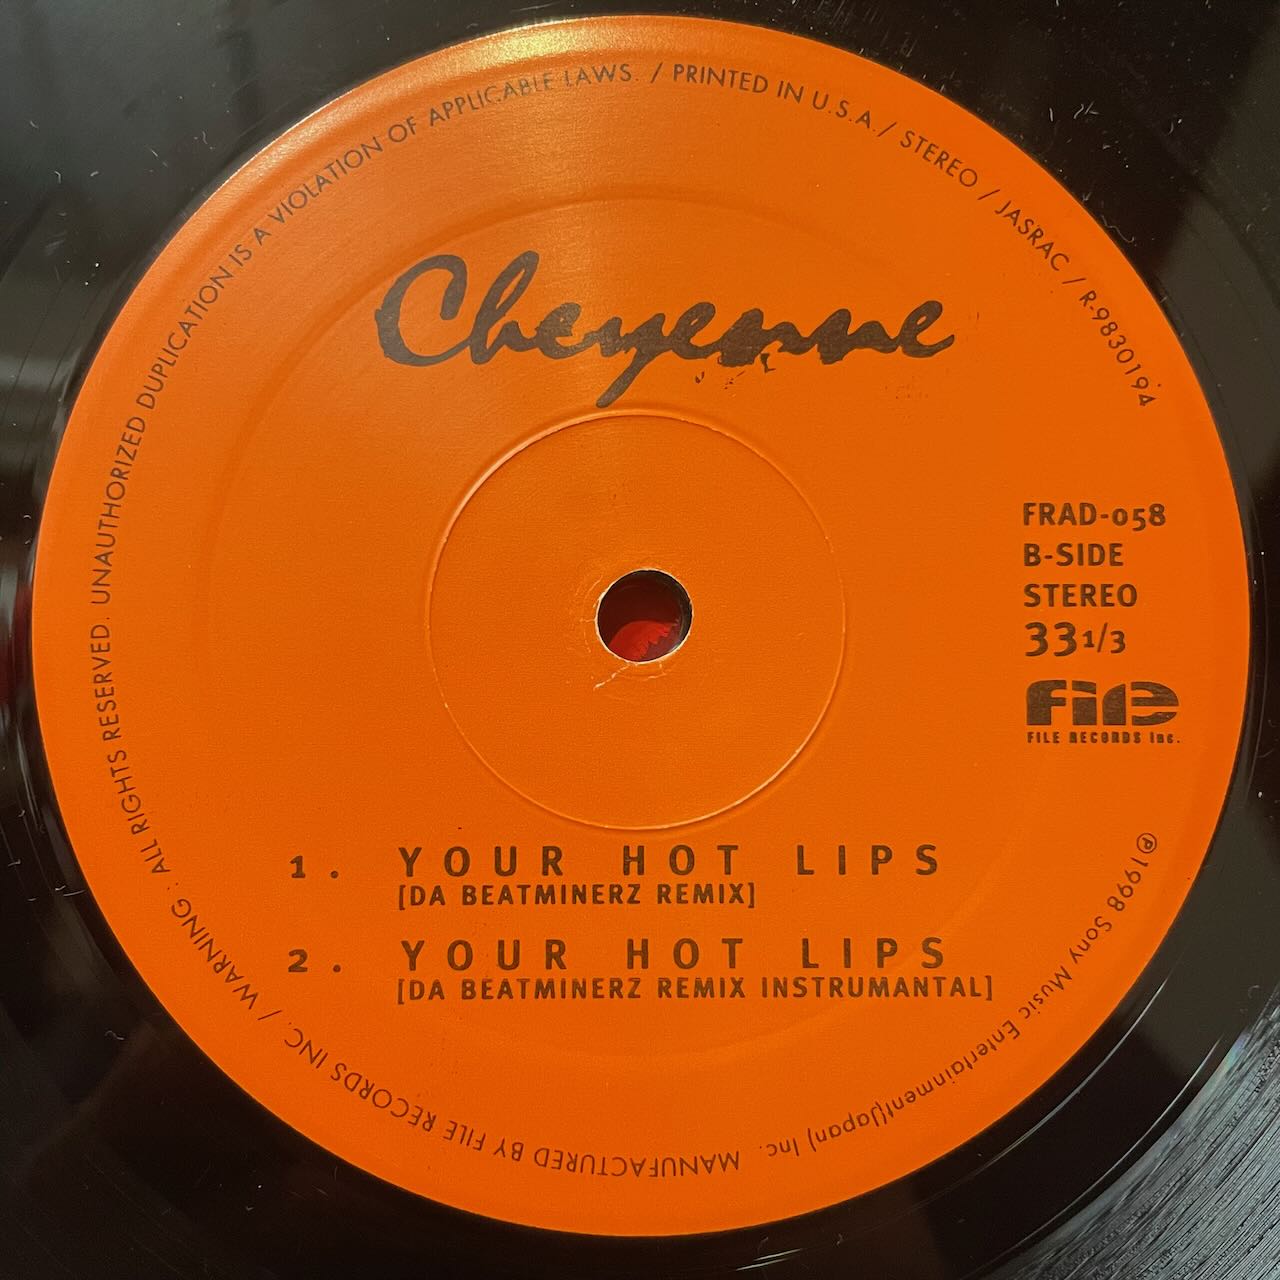 Cheyenne
FRAD-058
B-SIDE
STEREO
33 1/3
FILE
FILE RECORDS Inc.
1. YOUR HOT LIPS
[DA BEATMINERZ REMIX]
2. YOUR HOT LIPS
[DA BEATMINERZ REMIX INSTRUMANTAL]
℗1998 Sony Music Entertainment(Japan) Inc. MANUFACTURED BY FILE RECORDS INC. / WARNING : ALL RIGHTS RESERVED. UNAUTHORIZED DUPLICATION IS A VIOLATION OF APPLICABLE LAWS. / PRINTED IN U.S.A. / STEREO / JASRAC / R-9830194